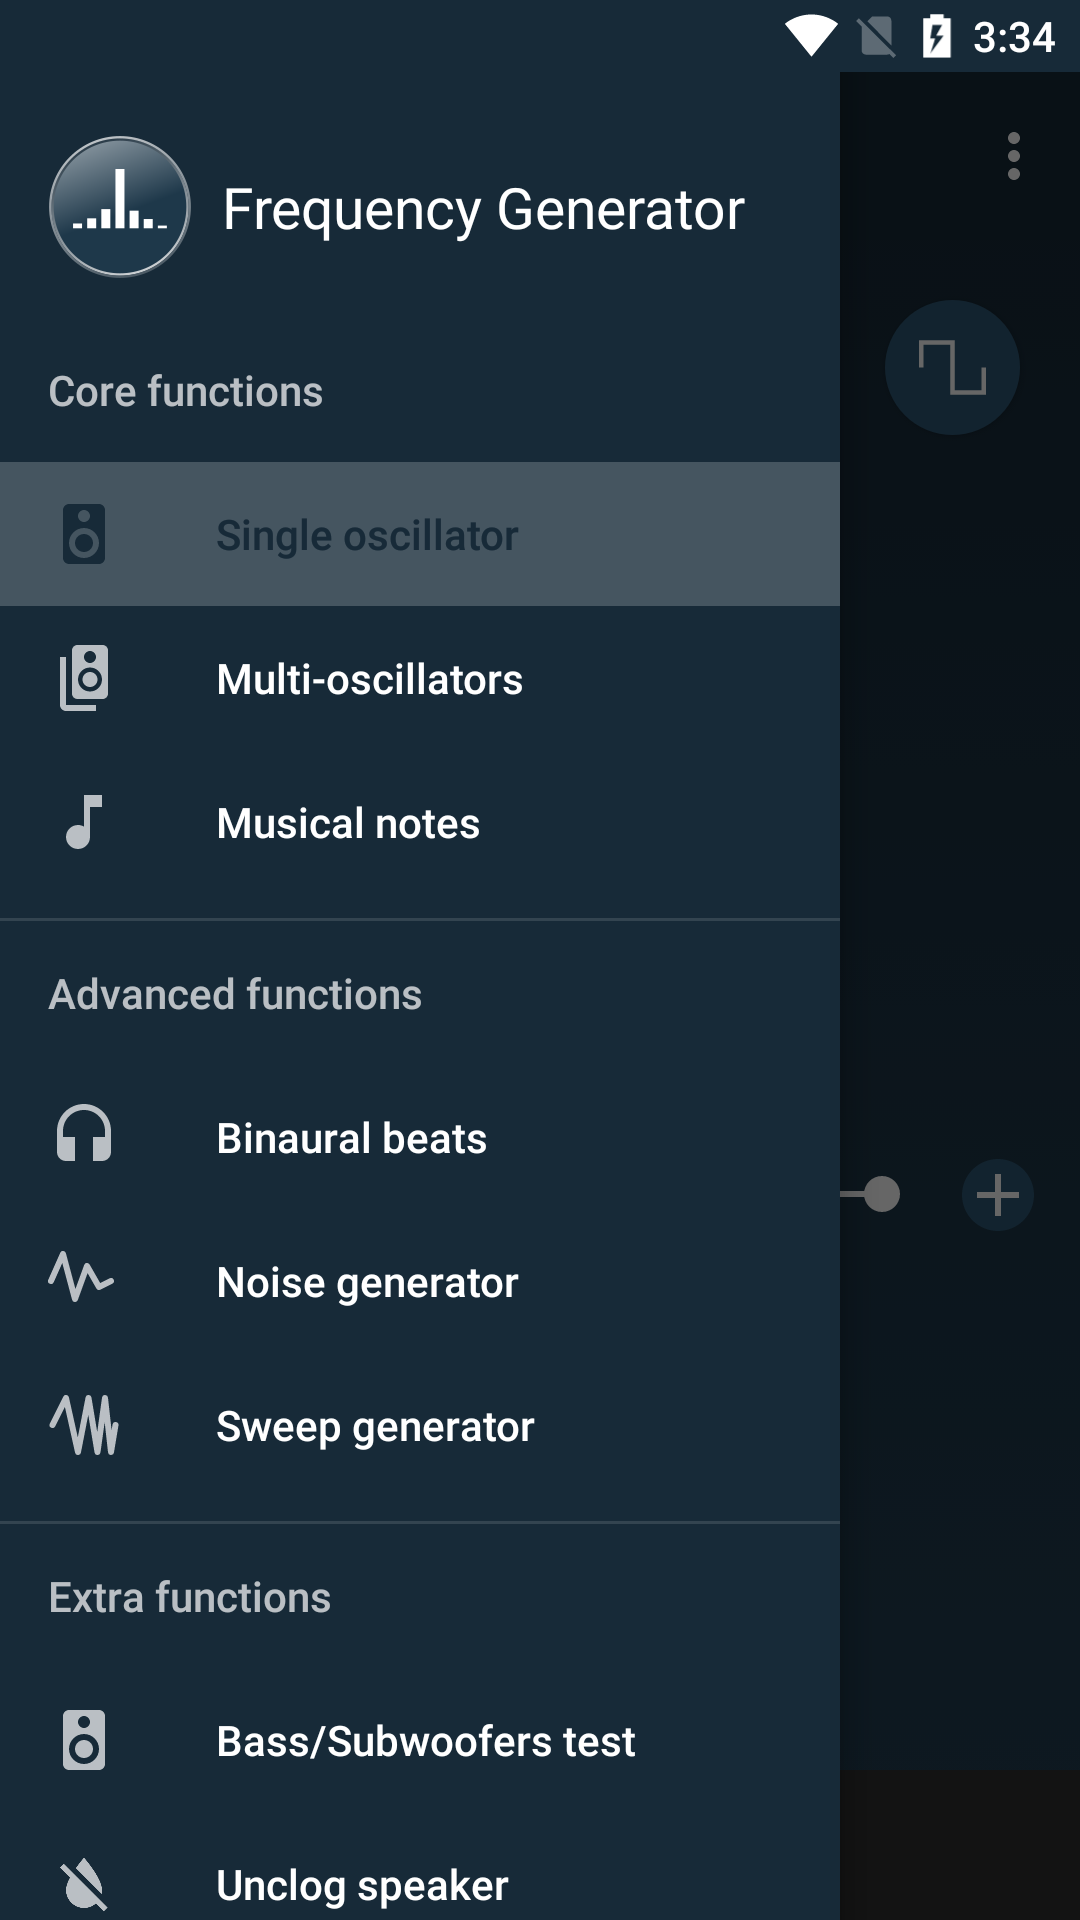 3:34
Frequency Generator
Core functions
Single oscillator
Multi-oscillators
Musical notes
Advanced functions
Binaural beats
Noise generator
Sweep generator
Extra functions
Bass/Subwoofers test
Unclog speaker